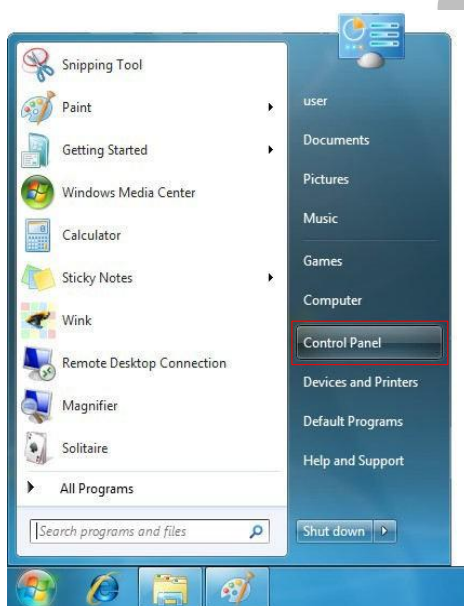 Snipping Tool
Paint
Getting Started
Windows Media Center
Calculator
Sticky Notes
Wink
Remote Desktop Connection
Magnifier
Solitaire
All Programs
Search programs and files
user
Documents
Pictures
Music
Games
Computer
Control Panel
Devices and Printers
Default Programs
Help and Support
Shut down